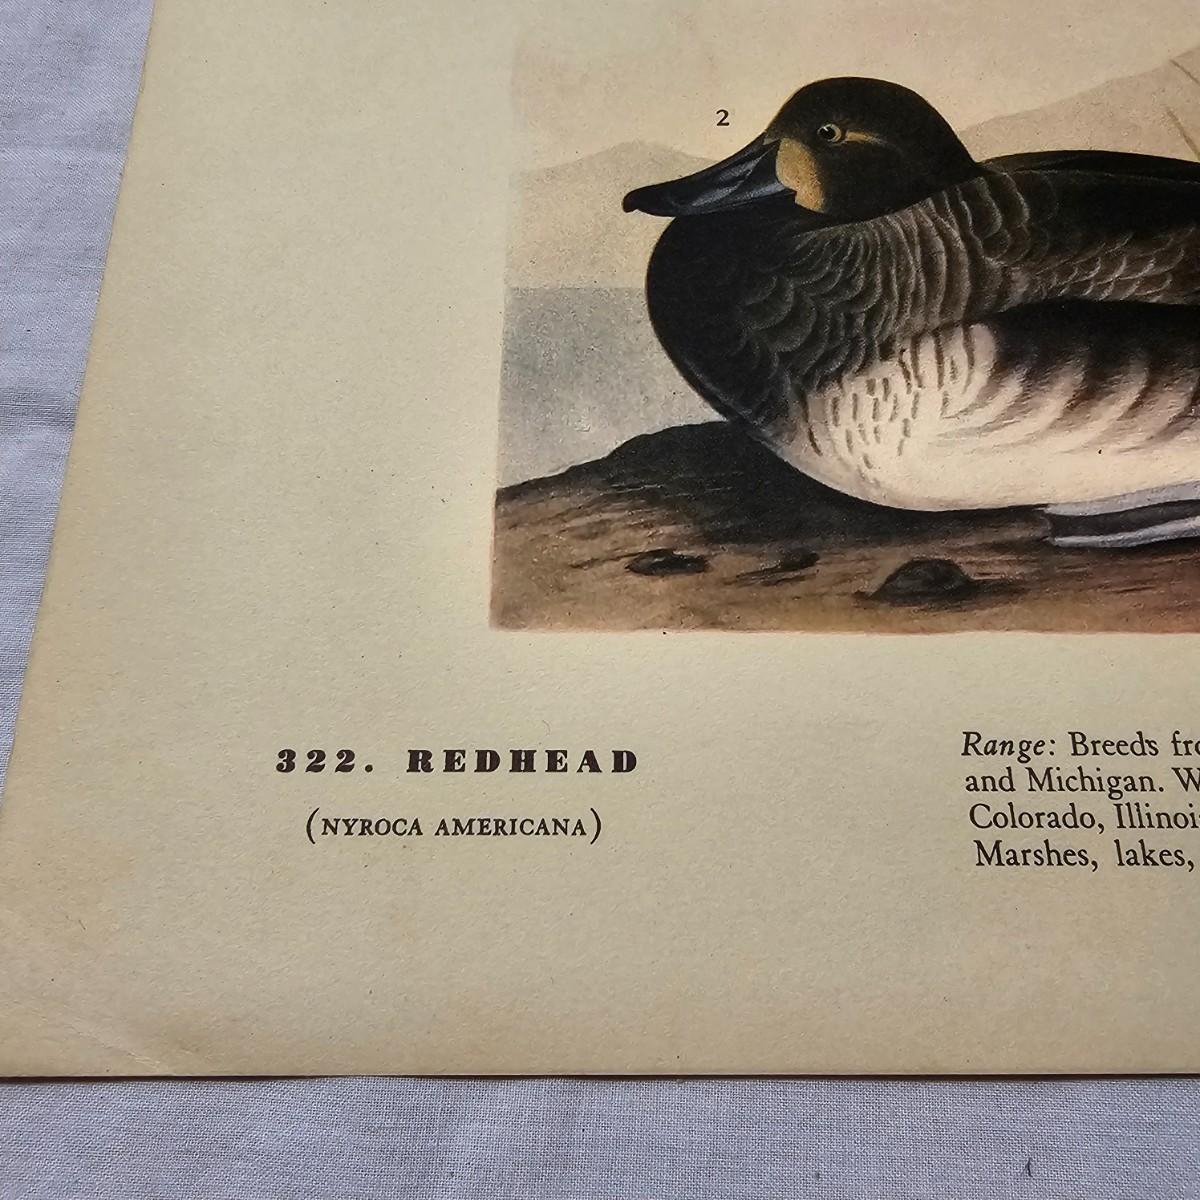 2
322. REDHEAD
(NYROCA AMERICANA)
Range: Breeds
and Michigan.
Colorado,
Marshes, lakes,